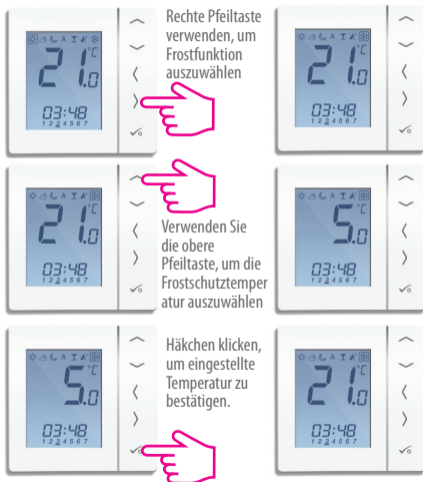 21.0 °C
03:48
1 2 3 4 5 6 7
Rechte Pfeiltaste
verwenden, um
Frostfunktion
auszuwählen
21.0 °C
03:48
1 2 3 4 5 6 7
21.0 °C
03:48
1 2 3 4 5 6 7
Verwenden Sie
die obere
Pfeiltaste, um die
Frostschutztemper
atur auszuwählen
5.0 °C
03:48
1 2 3 4 5 6 7
5.0 °C
03:48
1 2 3 4 5 6 7
Häkchen klicken,
um eingestellte
Temperatur zu
bestätigen.
21.0 °C
03:48
1 2 3 4 5 6 7